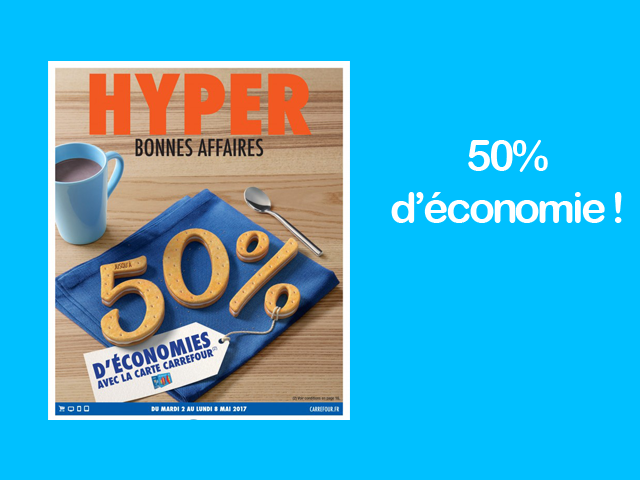 HYPER
BONNES AFFAIRES
50%
D'ÉCONOMIES
AVEC LA CARTE CARREFOUR
DU MARDI 2 AU LUNDI 8 MAI 2017
CARREFOUR.FR
50%
d'économie !